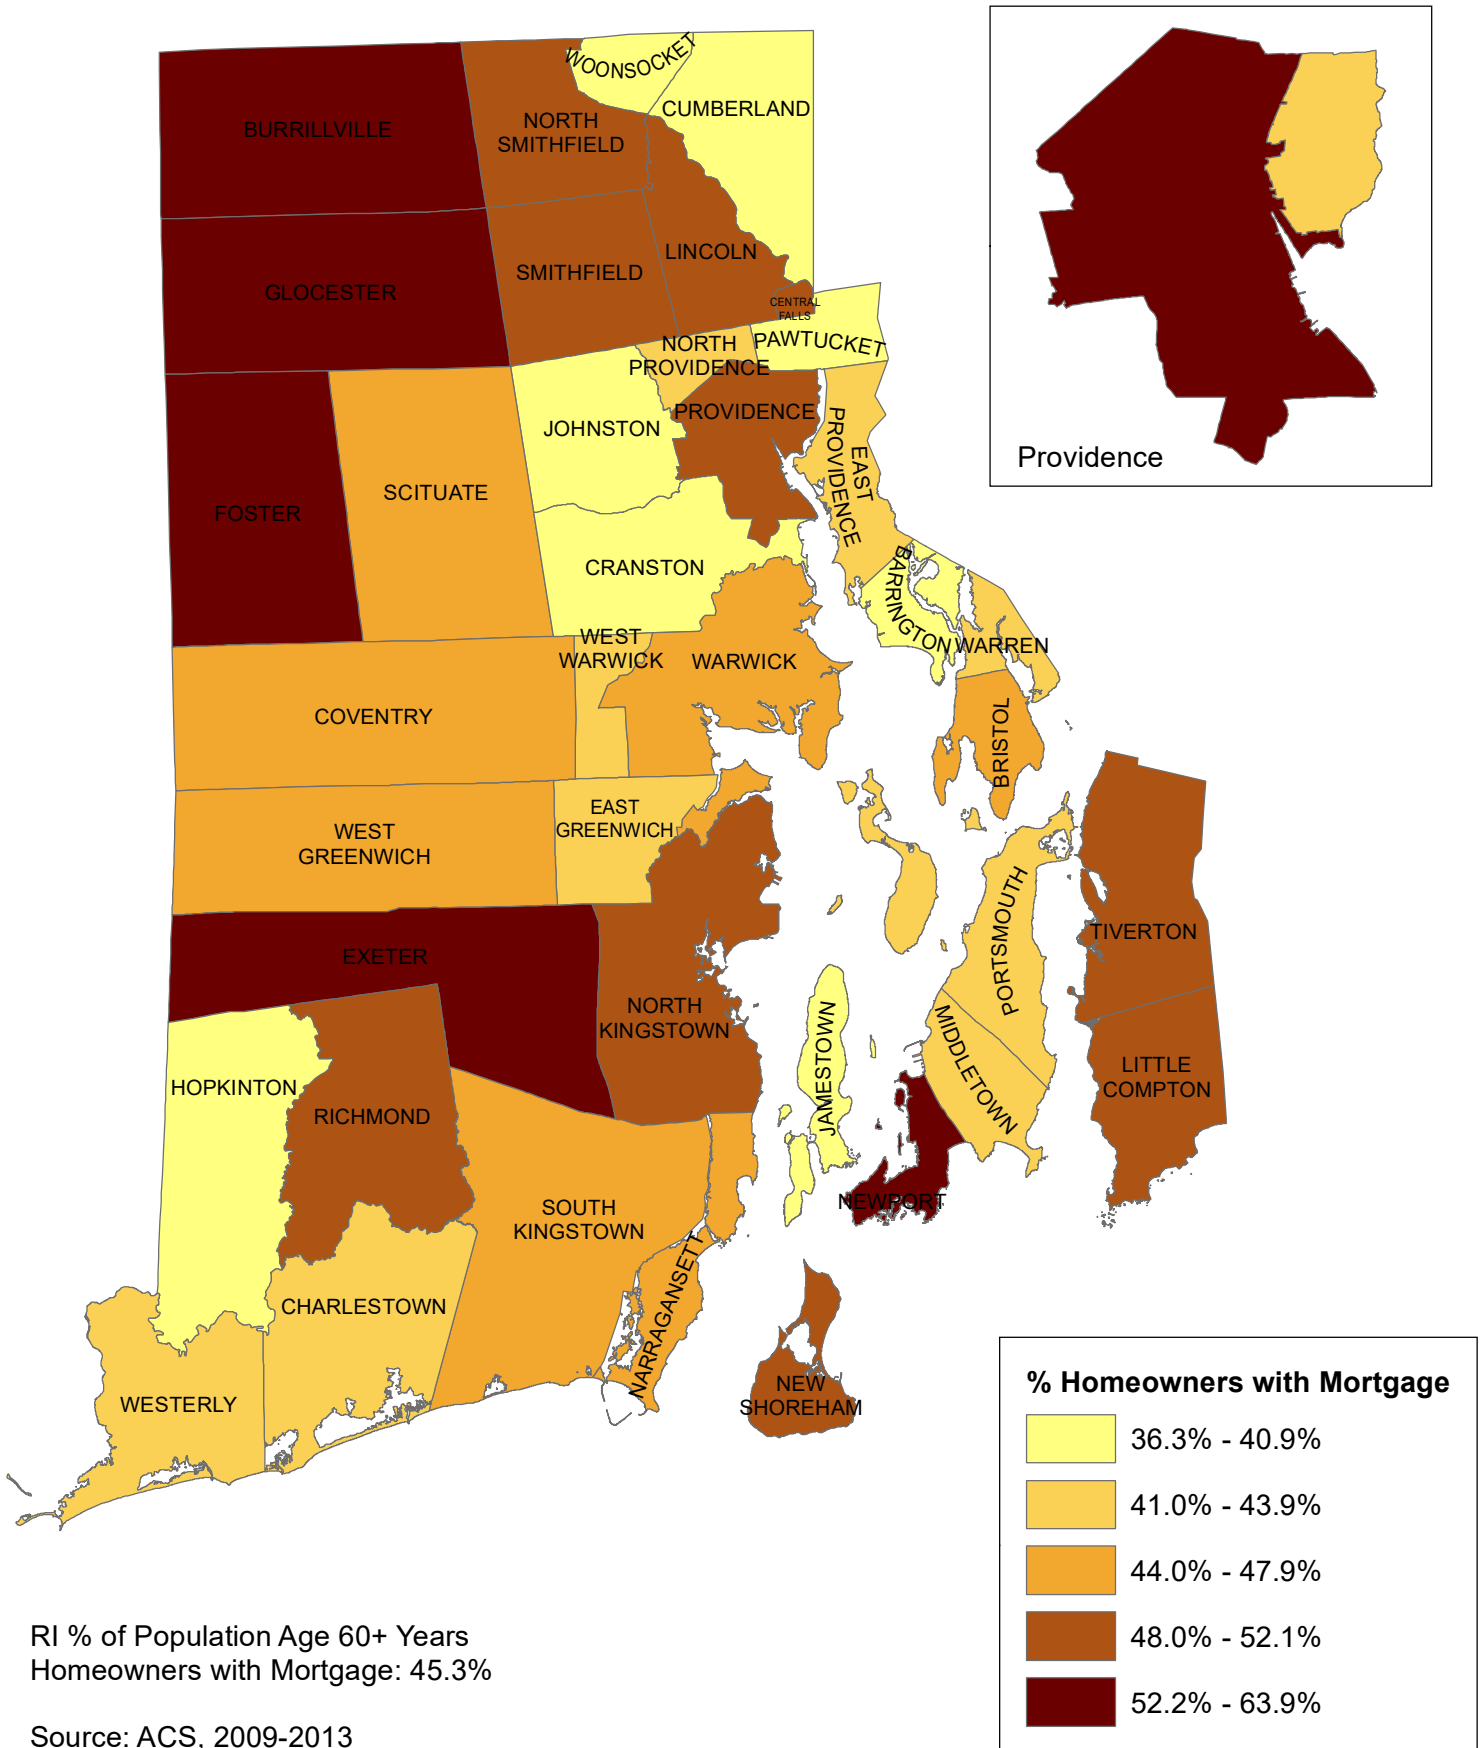 WOONSOCKET
CUMBERLAND
BURRILLVILLE
NORTH
SMITHFIELD
LINCOLN
SMITHFIELD
GLOCESTER
CENTRAL
FALLS
PAWTUCKET
NORTH
PROVIDENCE
PROVIDENCE
JOHNSTON
EAST
PROVIDENCE
Providence
SCITUATE
FOSTER
CRANSTON
BARRINGTON
WARREN
WEST
WARWICK
WARWICK
COVENTRY
BRISTOL
EAST
GREENWICH
WEST
GREENWICH
PORTSMOUTH
TIVERTON
EXETER
NORTH
KINGSTOWN
JAMESTOWN
MIDDLETOWN
LITTLE
COMPTON
HOPKINTON
RICHMOND
NEWPORT
SOUTH
KINGSTOWN
NARRAGANSETT
CHARLESTOWN
WESTERLY
NEW
SHOREHAM
% Homeowners with Mortgage
36.3% - 40.9%
41.0% - 43.9%
44.0% - 47.9%
48.0% - 52.1%
52.2% - 63.9%
RI % of Population Age 60+ Years
Homeowners with Mortgage: 45.3%
Source: ACS, 2009-2013